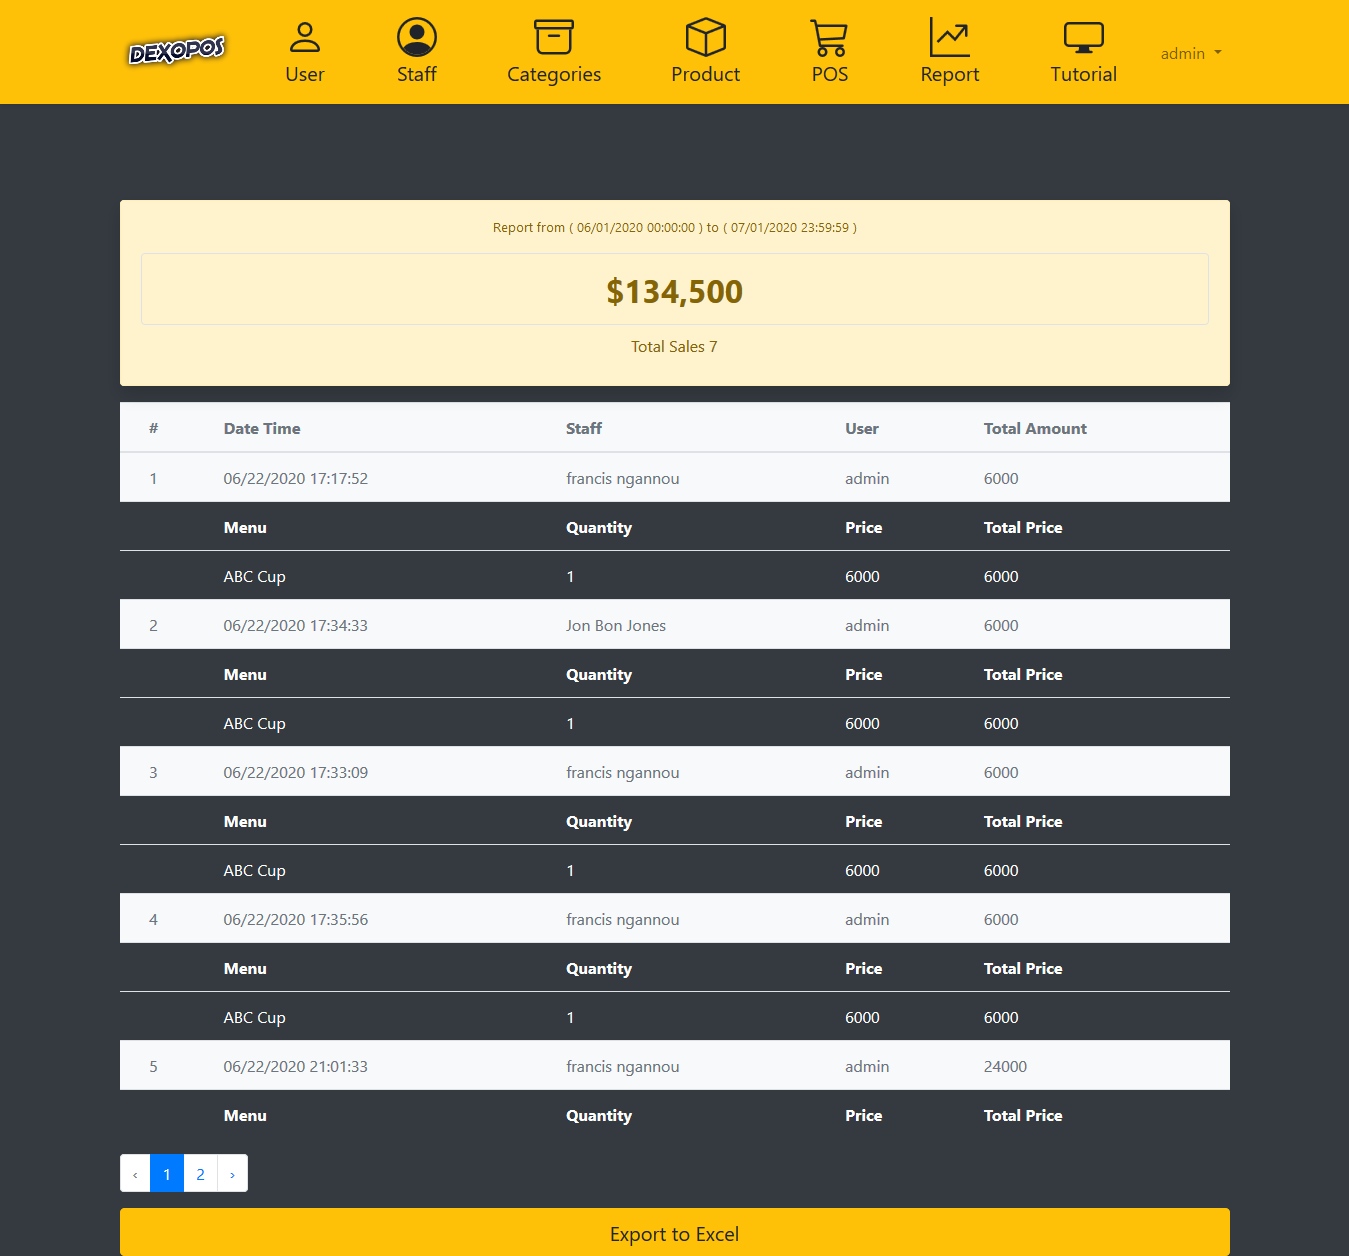 DEXOPOS
User Staff Categories Product POS Report Tutorial admin
Report from ( 06/01/2020 00:00:00 ) to ( 07/01/2020 23:59:59 )
$134,500
Total Sales 7
# Date Time Staff User Total Amount
1 06/22/2020 17:17:52 francis ngannou admin 6000
Menu Quantity Price Total Price
ABC Cup 1 6000 6000
2 06/22/2020 17:34:33 Jon Bon Jones admin 6000
Menu Quantity Price Total Price
ABC Cup 1 6000 6000
3 06/22/2020 17:33:09 francis ngannou admin 6000
Menu Quantity Price Total Price
ABC Cup 1 6000 6000
4 06/22/2020 17:35:56 francis ngannou admin 6000
Menu Quantity Price Total Price
ABC Cup 1 6000 6000
5 06/22/2020 21:01:33 francis ngannou admin 24000
Menu Quantity Price Total Price
‹ 1 2 ›
Export to Excel